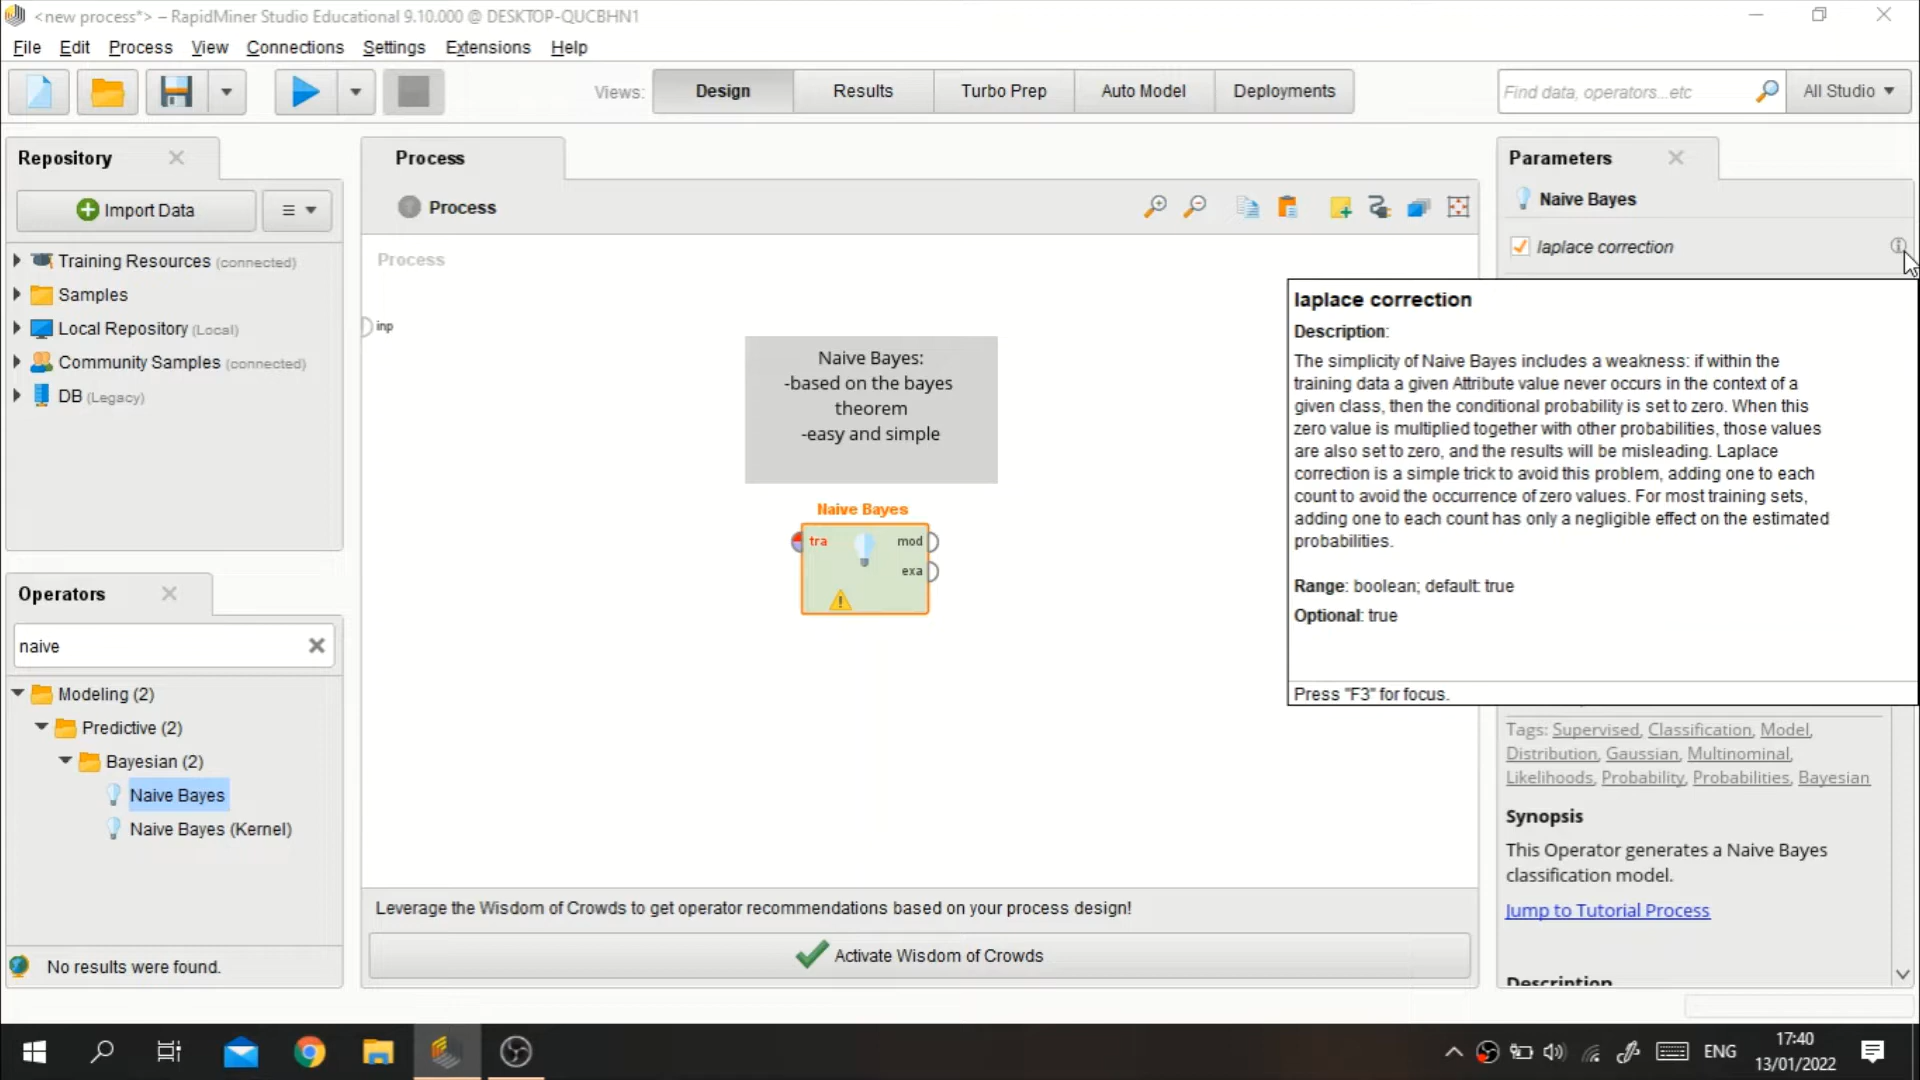 <new process*> – RapidMiner Studio Educational 9.10.000 @ DESKTOP-QUCBHN1
File Edit Process View Connections Settings Extensions Help
Views: Design Results Turbo Prep Auto Model Deployments
Find data, operators...etc
All Studio
Repository
Import Data
Training Resources (connected)
Samples
Local Repository (Local)
Community Samples (connected)
DB (Legacy)
Operators
naive
Modeling (2)
Predictive (2)
Bayesian (2)
Naive Bayes
Naive Bayes (Kernel)
No results were found.
Process
Process
Process
inp
Naive Bayes:
-based on the bayes
theorem
-easy and simple
Naive Bayes
tra
mod
exa
Leverage the Wisdom of Crowds to get operator recommendations based on your process design!
Activate Wisdom of Crowds
Parameters
Naive Bayes
laplace correction
laplace correction
Description:
The simplicity of Naive Bayes includes a weakness: if within the
training data a given Attribute value never occurs in the context of a
given class, then the conditional probability is set to zero. When this
zero value is multiplied together with other probabilities, those values
are also set to zero, and the results will be misleading. Laplace
correction is a simple trick to avoid this problem, adding one to each
count to avoid the occurrence of zero values. For most training sets,
adding one to each count has only a negligible effect on the estimated
probabilities.
Range: boolean; default: true
Optional: true
Press "F3" for focus.
Tags: Supervised, Classification, Model,
Distribution, Gaussian, Multinominal,
Likelihoods, Probability, Probabilities, Bayesian
Synopsis
This Operator generates a Naive Bayes
classification model.
Jump to Tutorial Process
Description
ENG
17:40
13/01/2022